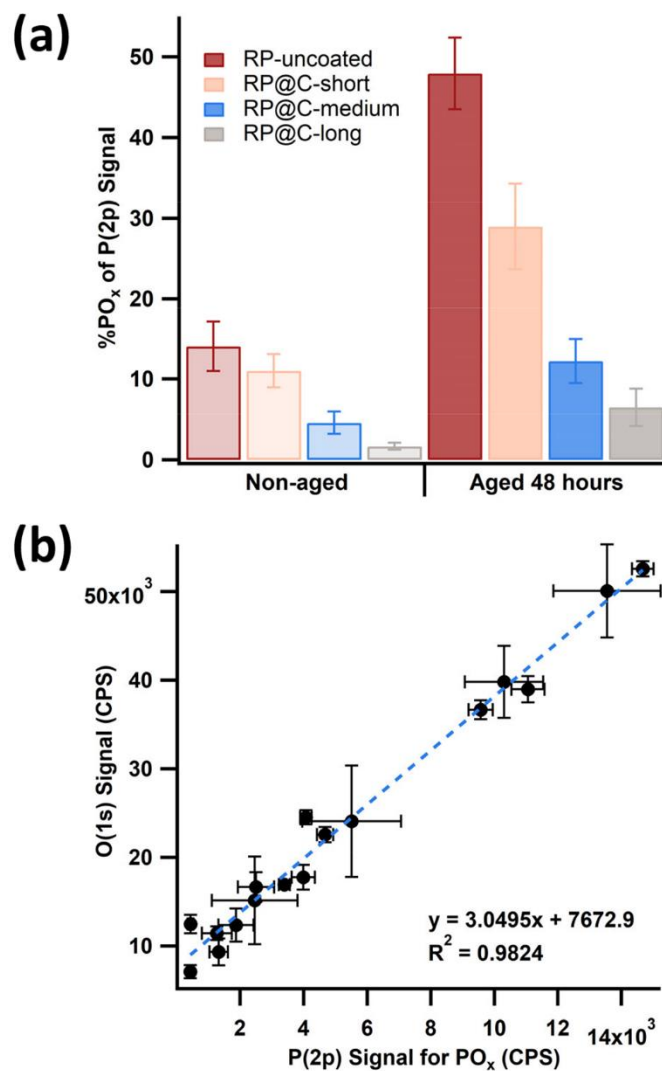 (a)
%POₓ of P(2p) Signal
50
40
30
20
10
0
RP-uncoated
RP@C-short
RP@C-medium
RP@C-long
Non-aged
Aged 48 hours
(b)
O(1s) Signal (CPS)
50x10³
40
30
20
10
y = 3.0495x + 7672.9
R² = 0.9824
2
4
6
8
10
12
14x10³
P(2p) Signal for POₓ (CPS)